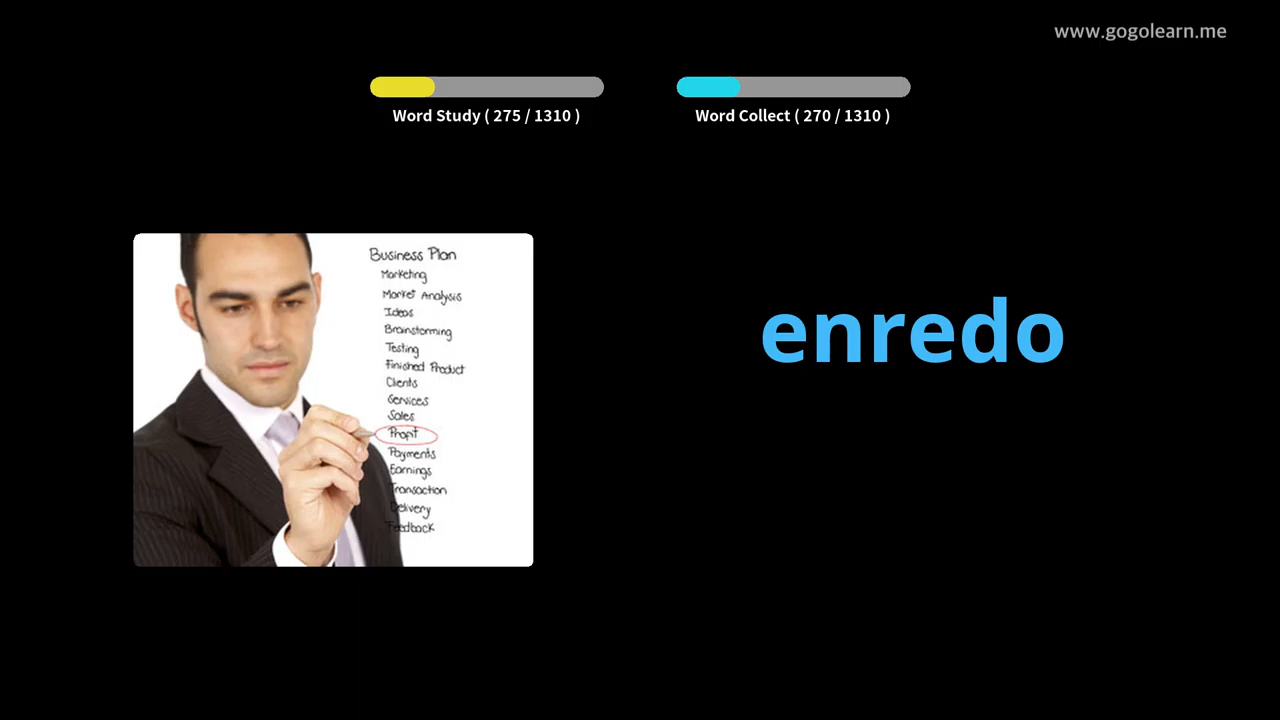 www.gogolearn.me
Word Study ( 275 / 1310 )
Word Collect ( 270 / 1310 )
Business Plan
Marketing
Market Analysis
Ideas
Brainstorming
Testing
Finished Product
Clients
Services
Sales
Profit
Payments
Earnings
Transaction
Delivery
Feedback
enredo